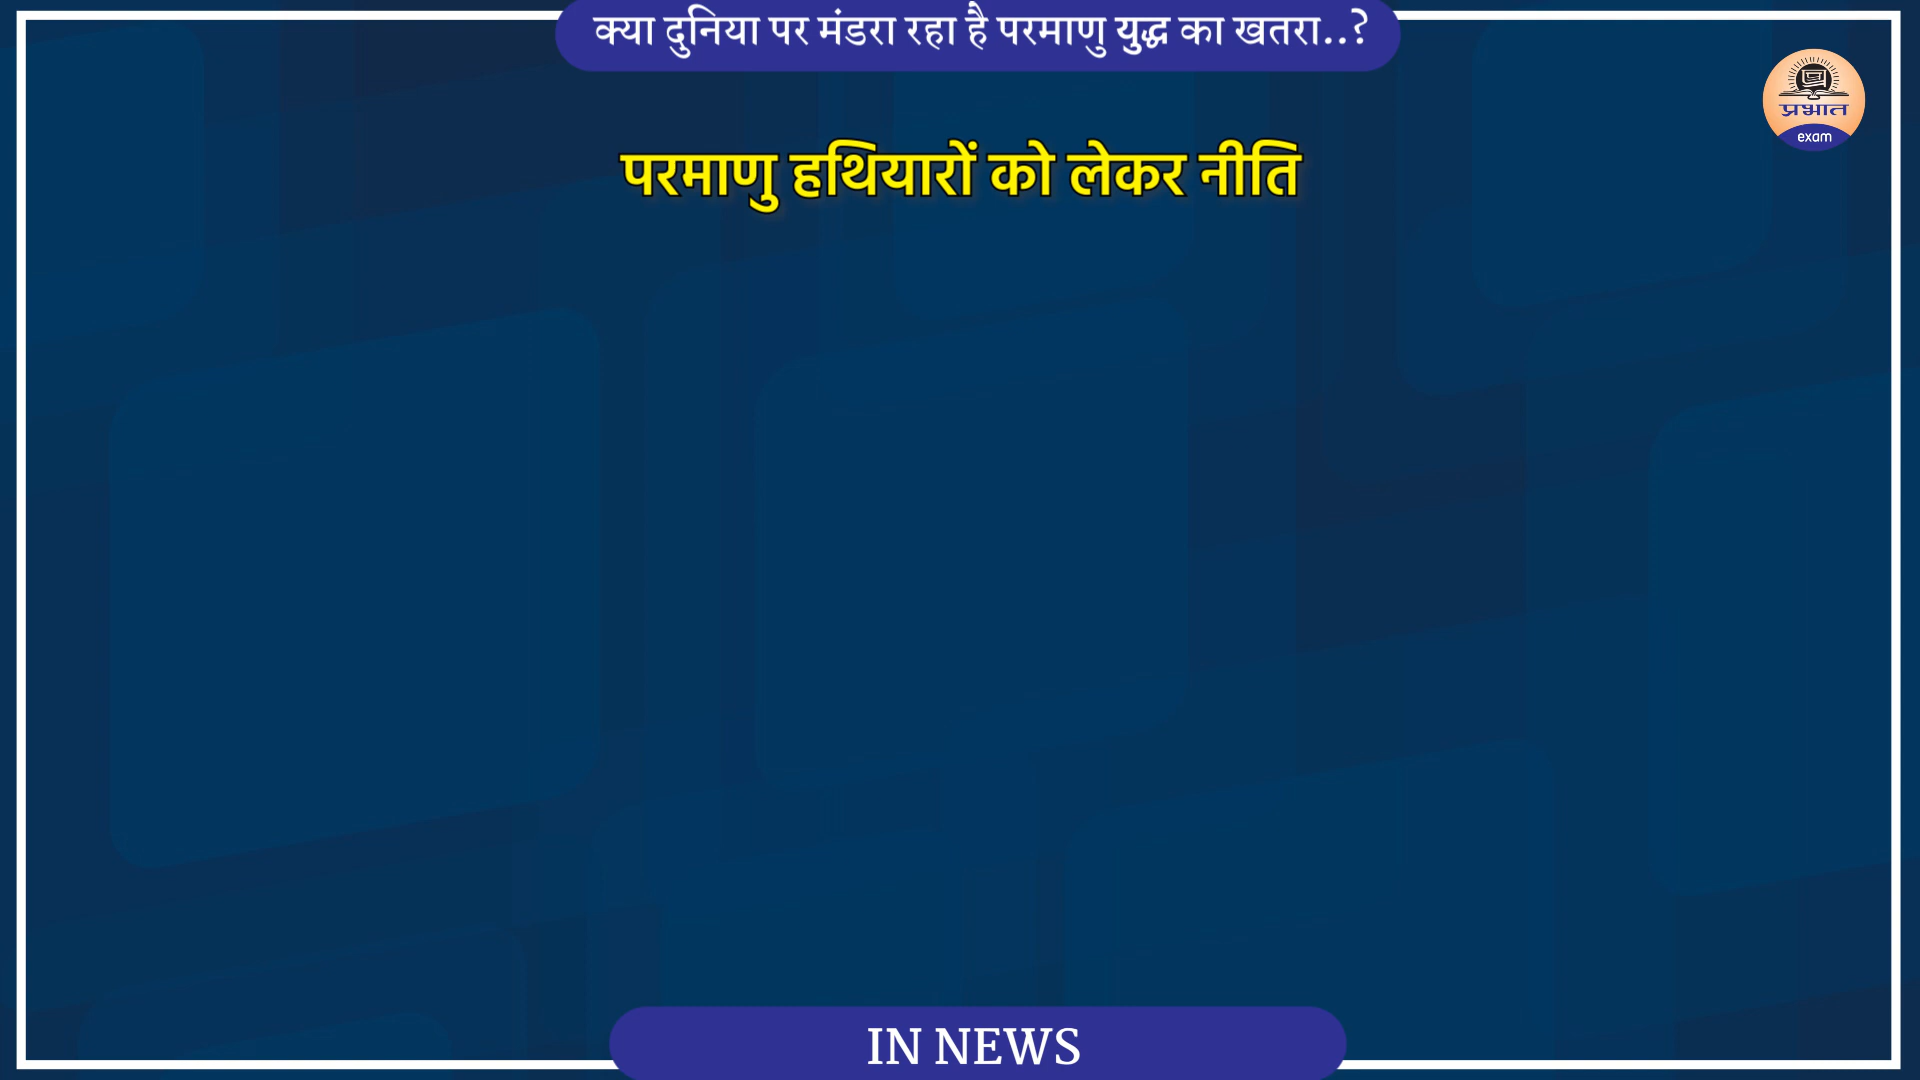 क्या दुनिया पर मंडरा रहा है परमाणु युद्ध का खतरा..?
प्रभात
exam
परमाणु हथियारों को लेकर नीति
IN NEWS